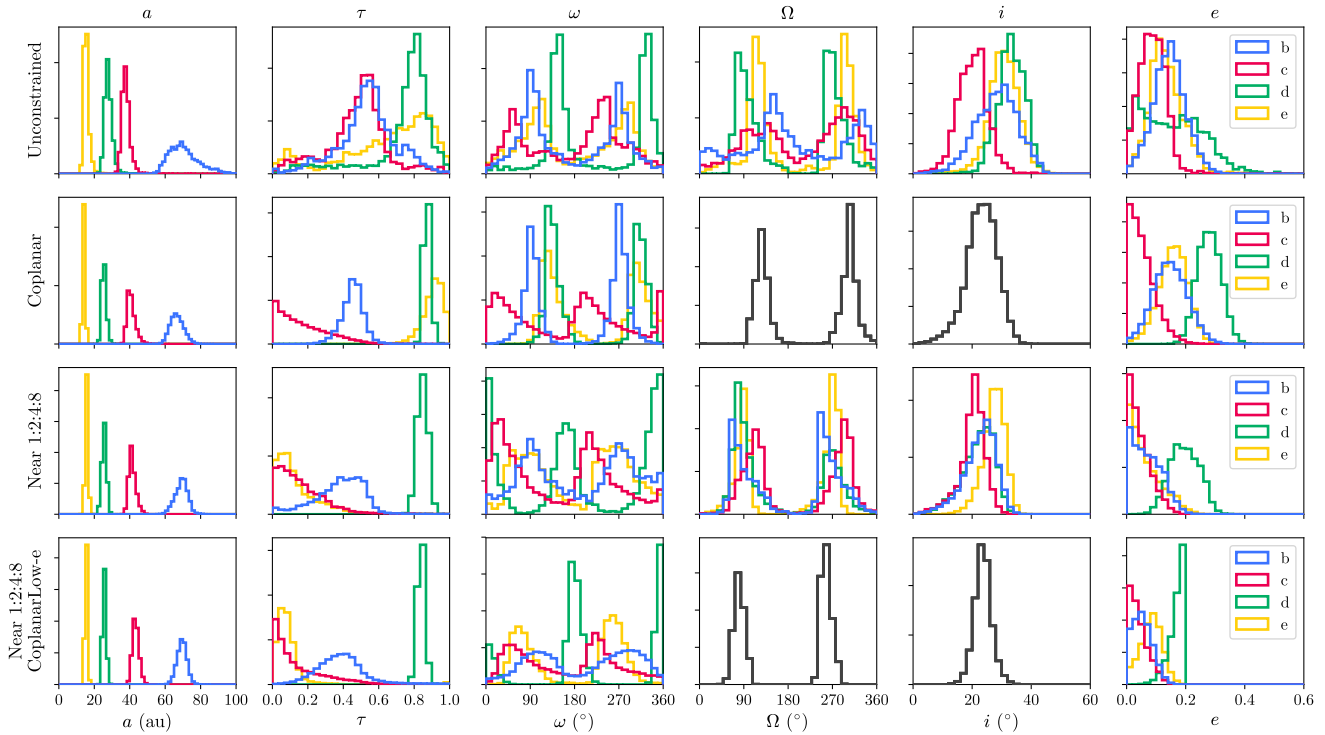 a τ ω Ω i e
Unconstrained
b
c
d
e
Coplanar
b
c
d
e
Near 1:2:4:8
b
c
d
e
Near 1:2:4:8
CoplanarLow-e
b
c
d
e
0 20 40 60 80 100
0.0 0.2 0.4 0.6 0.8 1.0
0 90 180 270 360
0 90 180 270 360
0 20 40 60
0.0 0.2 0.4 0.6
a (au) τ ω (°) Ω (°) i (°) e